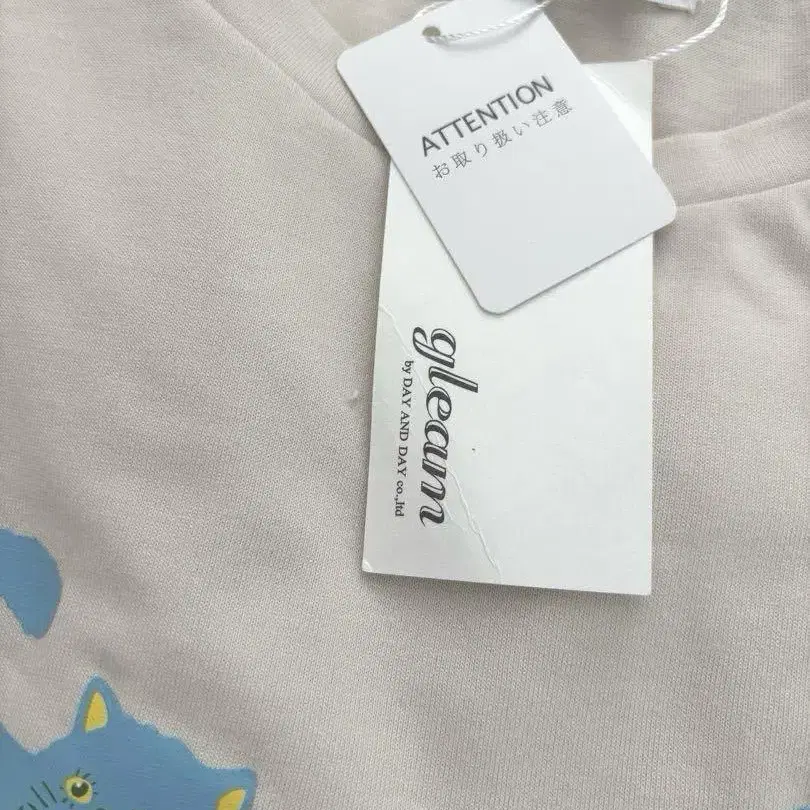 ATTENTION
お取り扱い注意
gleam
by DAY AND DAY co.,ltd